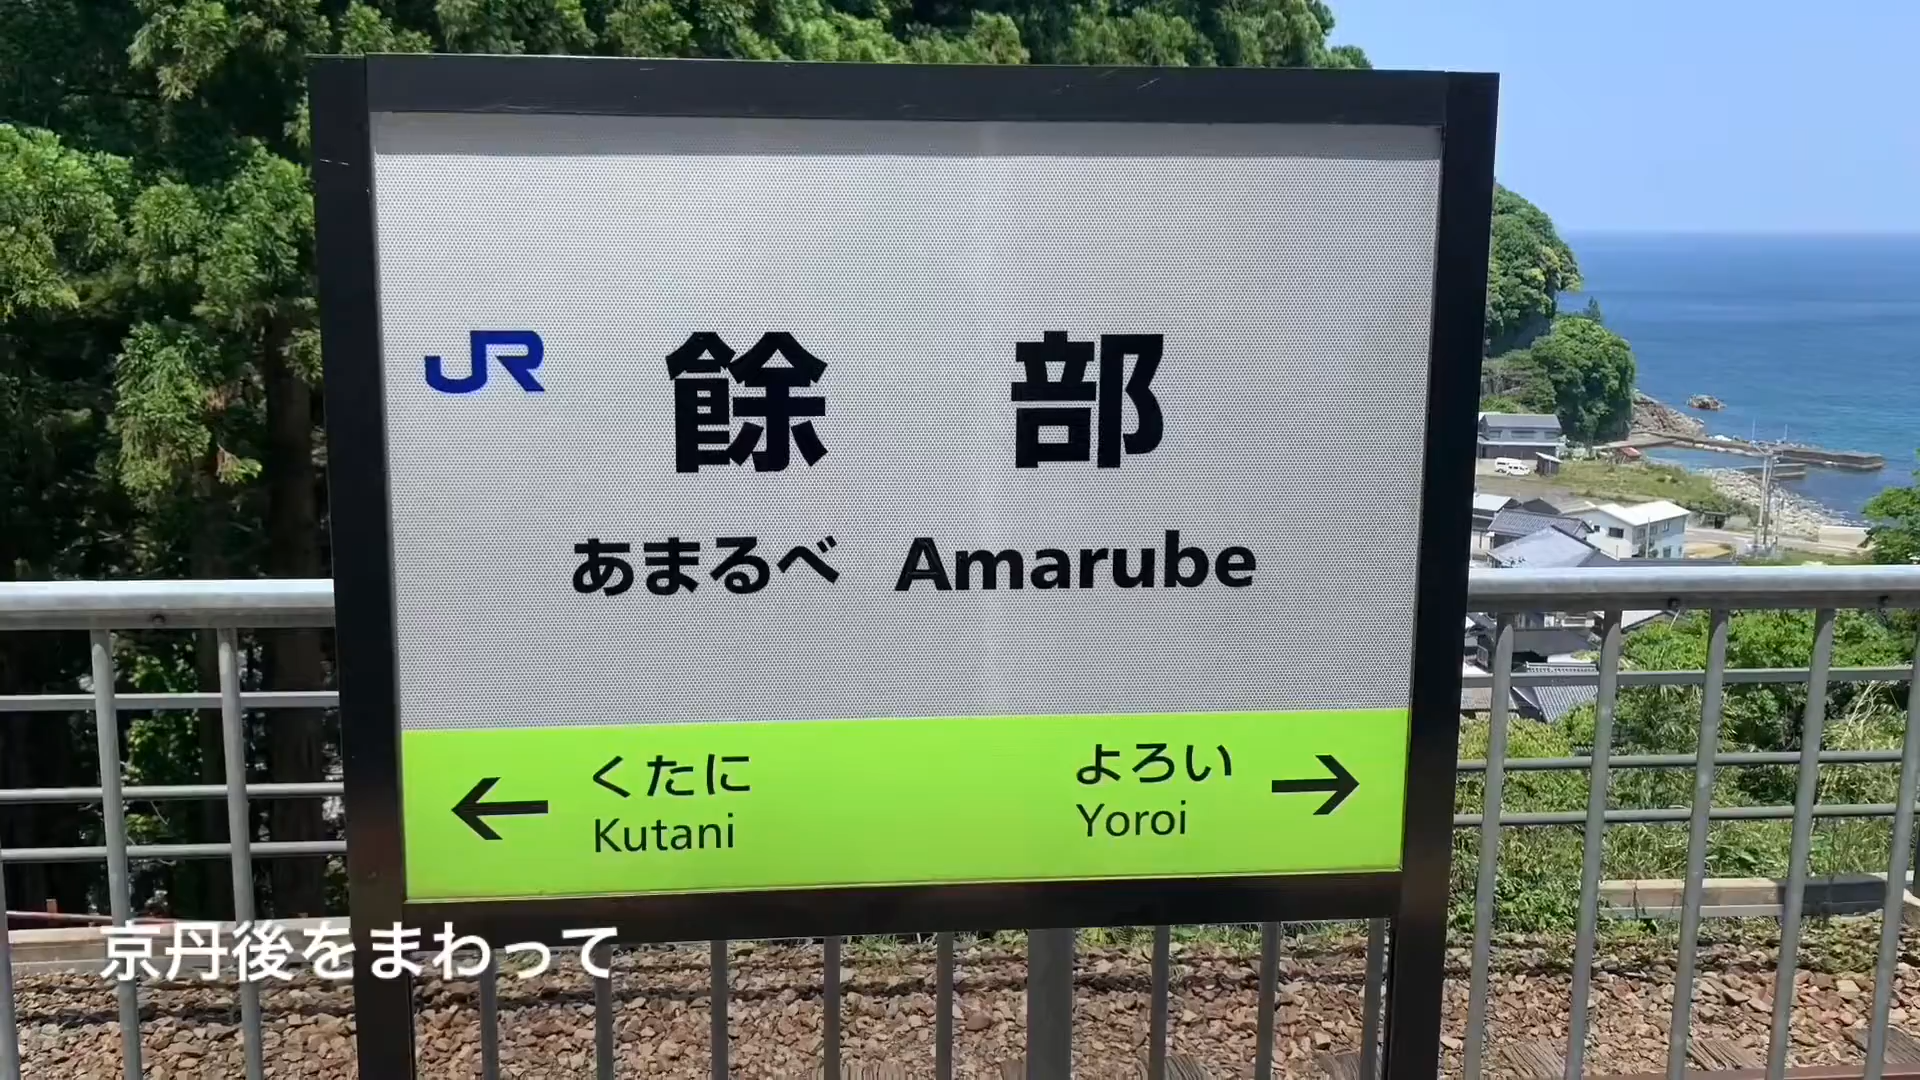 JR 餘部
あまるべ Amarube
← くたに よろい →
Kutani Yoroi
京丹後をまわって